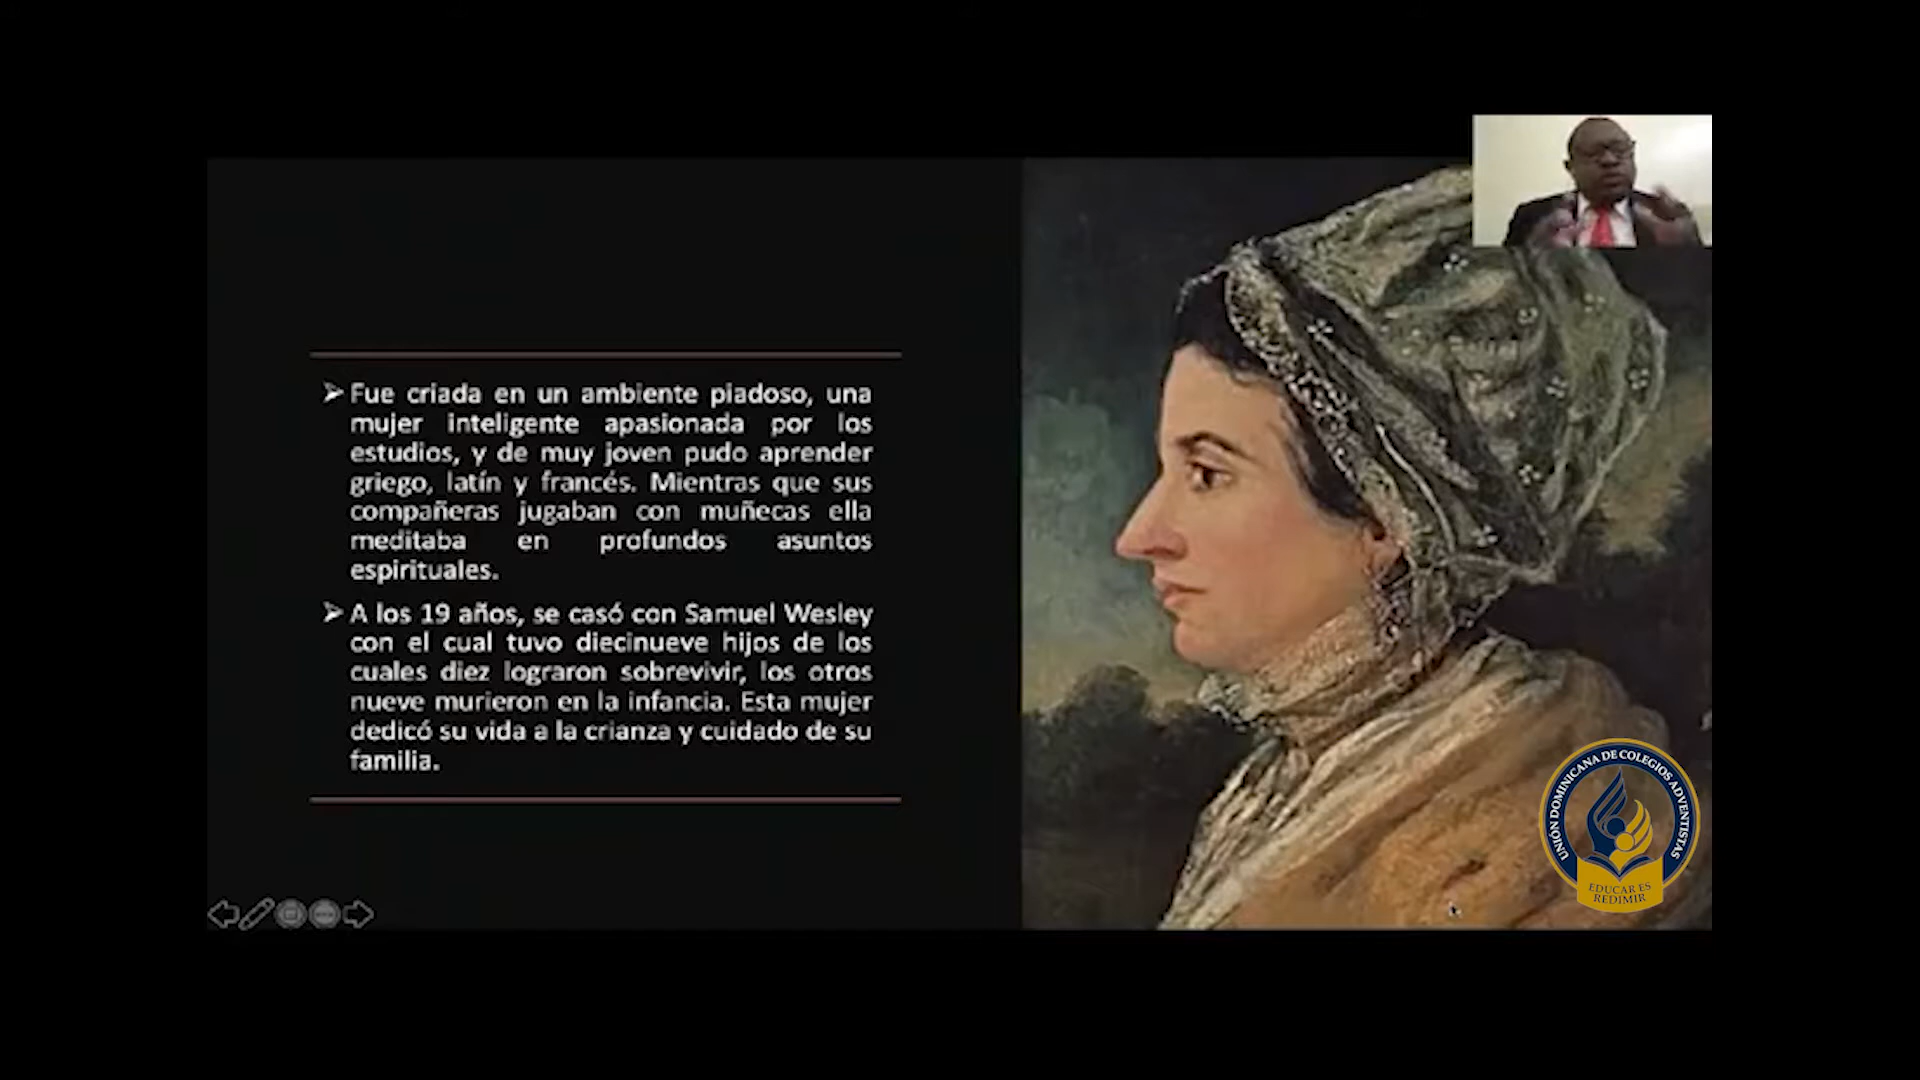 ➢ Fue criada en un ambiente piadoso, una
mujer inteligente apasionada por los
estudios, y de muy joven pudo aprender
griego, latín y francés. Mientras que sus
compañeras jugaban con muñecas ella
meditaba en profundos asuntos
espirituales.
➢ A los 19 años, se casó con Samuel Wesley
con el cual tuvo diecinueve hijos de los
cuales diez lograron sobrevivir, los otros
nueve murieron en la infancia. Esta mujer
dedicó su vida a la crianza y cuidado de su
familia.
UNIÓN DOMINICANA DE COLEGIOS ADVENTISTAS
EDUCAR ES
REDIMIR